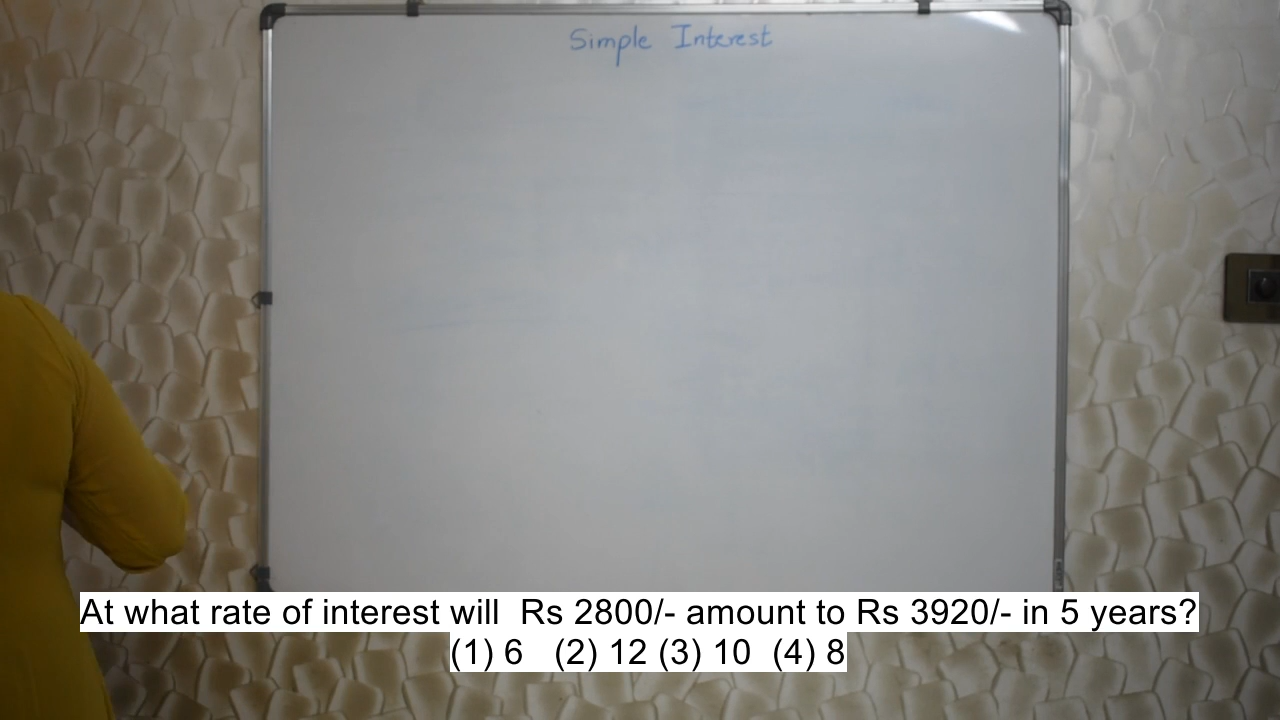 Simple Interest
At what rate of interest will Rs 2800/- amount to Rs 3920/- in 5 years?
(1) 6 (2) 12 (3) 10 (4) 8